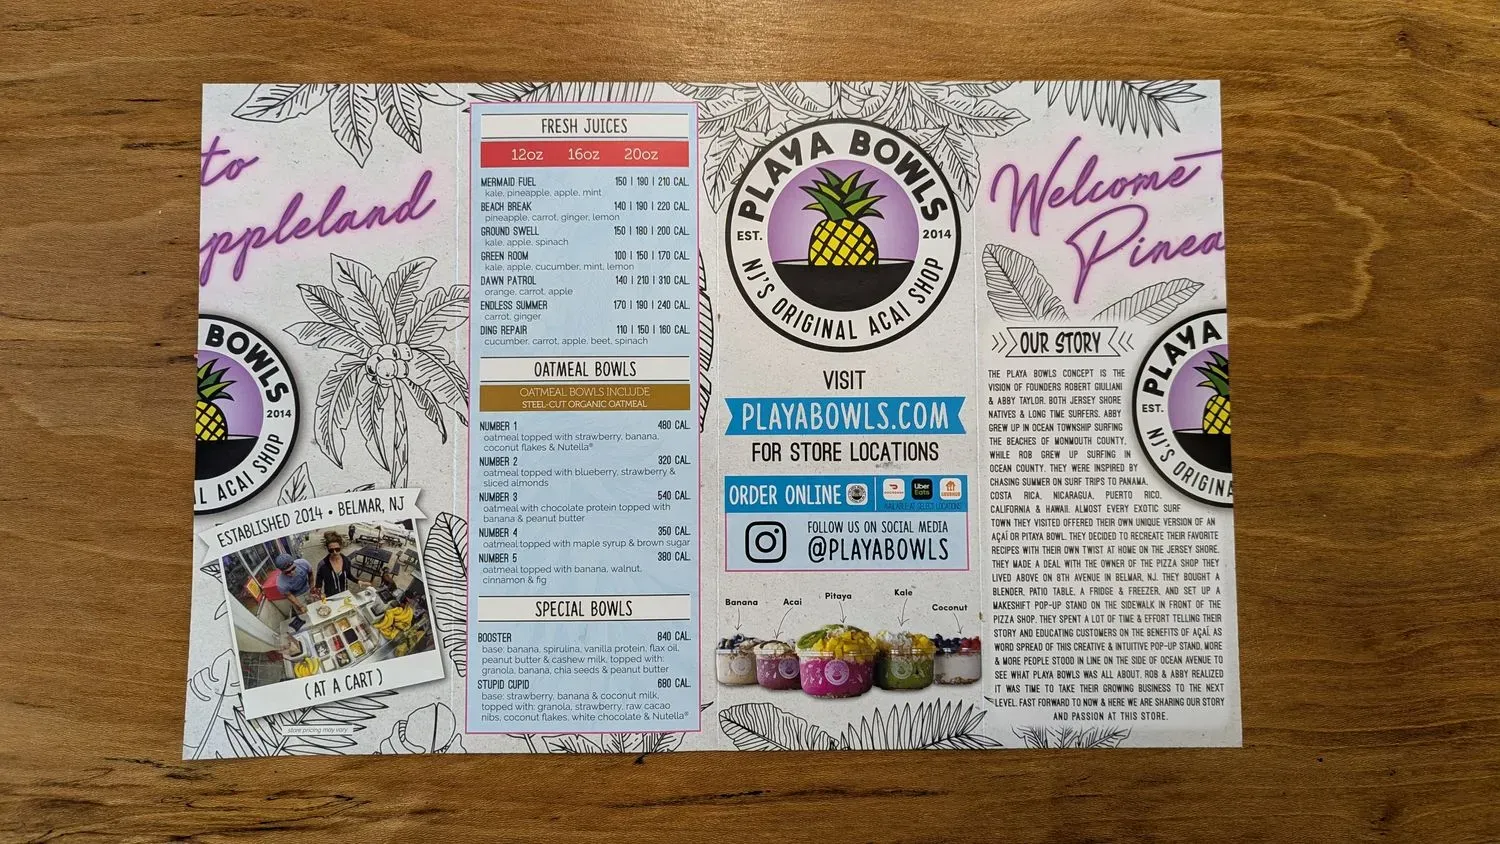 to
ppleland
BOWLS
2014
L ACAI SHOP
ESTABLISHED 2014 • BELMAR, NJ
(AT A CART)
store pricing may vary
FRESH JUICES
12oz 16oz 20oz
MERMAID FUEL 150 | 190 | 210 CAL.
kale, pineapple, apple, mint
BEACH BREAK 140 | 190 | 220 CAL.
pineapple, carrot, ginger, lemon
GROUND SWELL 150 | 180 | 200 CAL.
kale, apple, spinach
GREEN ROOM 100 | 150 | 170 CAL.
kale, apple, cucumber, mint, lemon
DAWN PATROL 140 | 210 | 310 CAL.
orange, carrot, apple
ENDLESS SUMMER 170 | 190 | 240 CAL.
carrot, ginger
DING REPAIR 110 | 150 | 160 CAL.
cucumber, carrot, apple, beet, spinach
OATMEAL BOWLS
OATMEAL BOWLS INCLUDE
STEEL-CUT ORGANIC OATMEAL
NUMBER 1 480 CAL.
oatmeal topped with strawberry, banana,
coconut flakes & Nutella®
NUMBER 2 320 CAL.
oatmeal topped with blueberry, strawberry &
sliced almonds
NUMBER 3 540 CAL.
oatmeal with chocolate protein topped with
banana & peanut butter
NUMBER 4 350 CAL.
oatmeal topped with maple syrup & brown sugar
NUMBER 5 380 CAL.
oatmeal topped with banana, walnut,
cinnamon & fig
SPECIAL BOWLS
BOOSTER 840 CAL.
base: banana, spirulina, vanilla protein, flax oil,
peanut butter & cashew milk, topped with:
granola, banana, chia seeds & peanut butter
STUPID CUPID 680 CAL.
base: strawberry, banana & coconut milk,
topped with: granola, strawberry, raw cacao
nibs, coconut flakes, white chocolate & Nutella®
PLAYA BOWLS
EST. 2014
NJ'S ORIGINAL ACAI SHOP
VISIT
PLAYABOWLS.COM
FOR STORE LOCATIONS
ORDER ONLINE
DOORDASH
Uber
Eats
GRUBHUB
AVAILABLE AT SELECT LOCATIONS
FOLLOW US ON SOCIAL MEDIA
@PLAYABOWLS
Banana
Acai
Pitaya
Kale
Coconut
Welcome
Pinea
OUR STORY
THE PLAYA BOWLS CONCEPT IS THE
VISION OF FOUNDERS ROBERT GIULIANI
& ABBY TAYLOR. BOTH JERSEY SHORE
NATIVES & LONG TIME SURFERS. ABBY
GREW UP IN OCEAN TOWNSHIP SURFING
THE BEACHES OF MONMOUTH COUNTY,
WHILE ROB GREW UP SURFING IN
OCEAN COUNTY. THEY WERE INSPIRED BY
CHASING SUMMER ON SURF TRIPS TO PANAMA,
COSTA RICA, NICARAGUA, PUERTO RICO,
CALIFORNIA & HAWAII. ALMOST EVERY EXOTIC SURF
TOWN THEY VISITED OFFERED THEIR OWN UNIQUE VERSION OF AN
AÇAÍ OR PITAYA BOWL. THEY DECIDED TO RECREATE THEIR FAVORITE
RECIPES WITH THEIR OWN TWIST AT HOME ON THE JERSEY SHORE.
THEY MADE A DEAL WITH THE OWNER OF THE PIZZA SHOP THEY
LIVED ABOVE ON 8TH AVENUE IN BELMAR, NJ. THEY BOUGHT A
BLENDER, PATIO TABLE, A FRIDGE & FREEZER, AND SET UP A
MAKESHIFT POP-UP STAND ON THE SIDEWALK IN FRONT OF THE
PIZZA SHOP. THEY SPENT A LOT OF TIME & EFFORT TELLING THEIR
STORY AND EDUCATING CUSTOMERS ON THE BENEFITS OF AÇAÍ. AS
WORD SPREAD OF THIS CREATIVE & INTUITIVE POP-UP STAND, MORE
& MORE PEOPLE STOOD IN LINE ON THE SIDE OF OCEAN AVENUE TO
SEE WHAT PLAYA BOWLS WAS ALL ABOUT. ROB & ABBY REALIZED
IT WAS TIME TO TAKE THEIR GROWING BUSINESS TO THE NEXT
LEVEL. FAST FORWARD TO NOW & HERE WE ARE SHARING OUR STORY
AND PASSION AT THIS STORE.
PLAYA
EST.
NJ'S ORIGIN